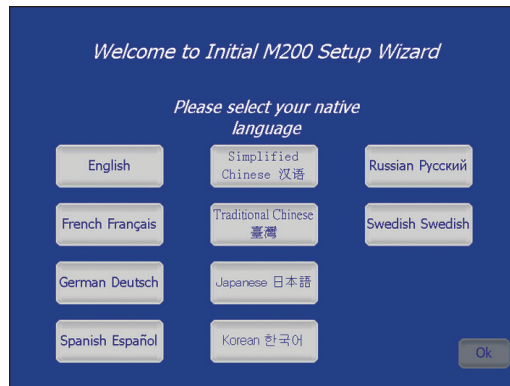 Welcome to Initial M200 Setup Wizard
Please select your native
language
English
Simplified
Chinese 汉语
Russian Русский
French Français
Traditional Chinese
臺灣
Swedish Swedish
German Deutsch
Japanese 日本語
Spanish Español
Korean 한국어
Ok